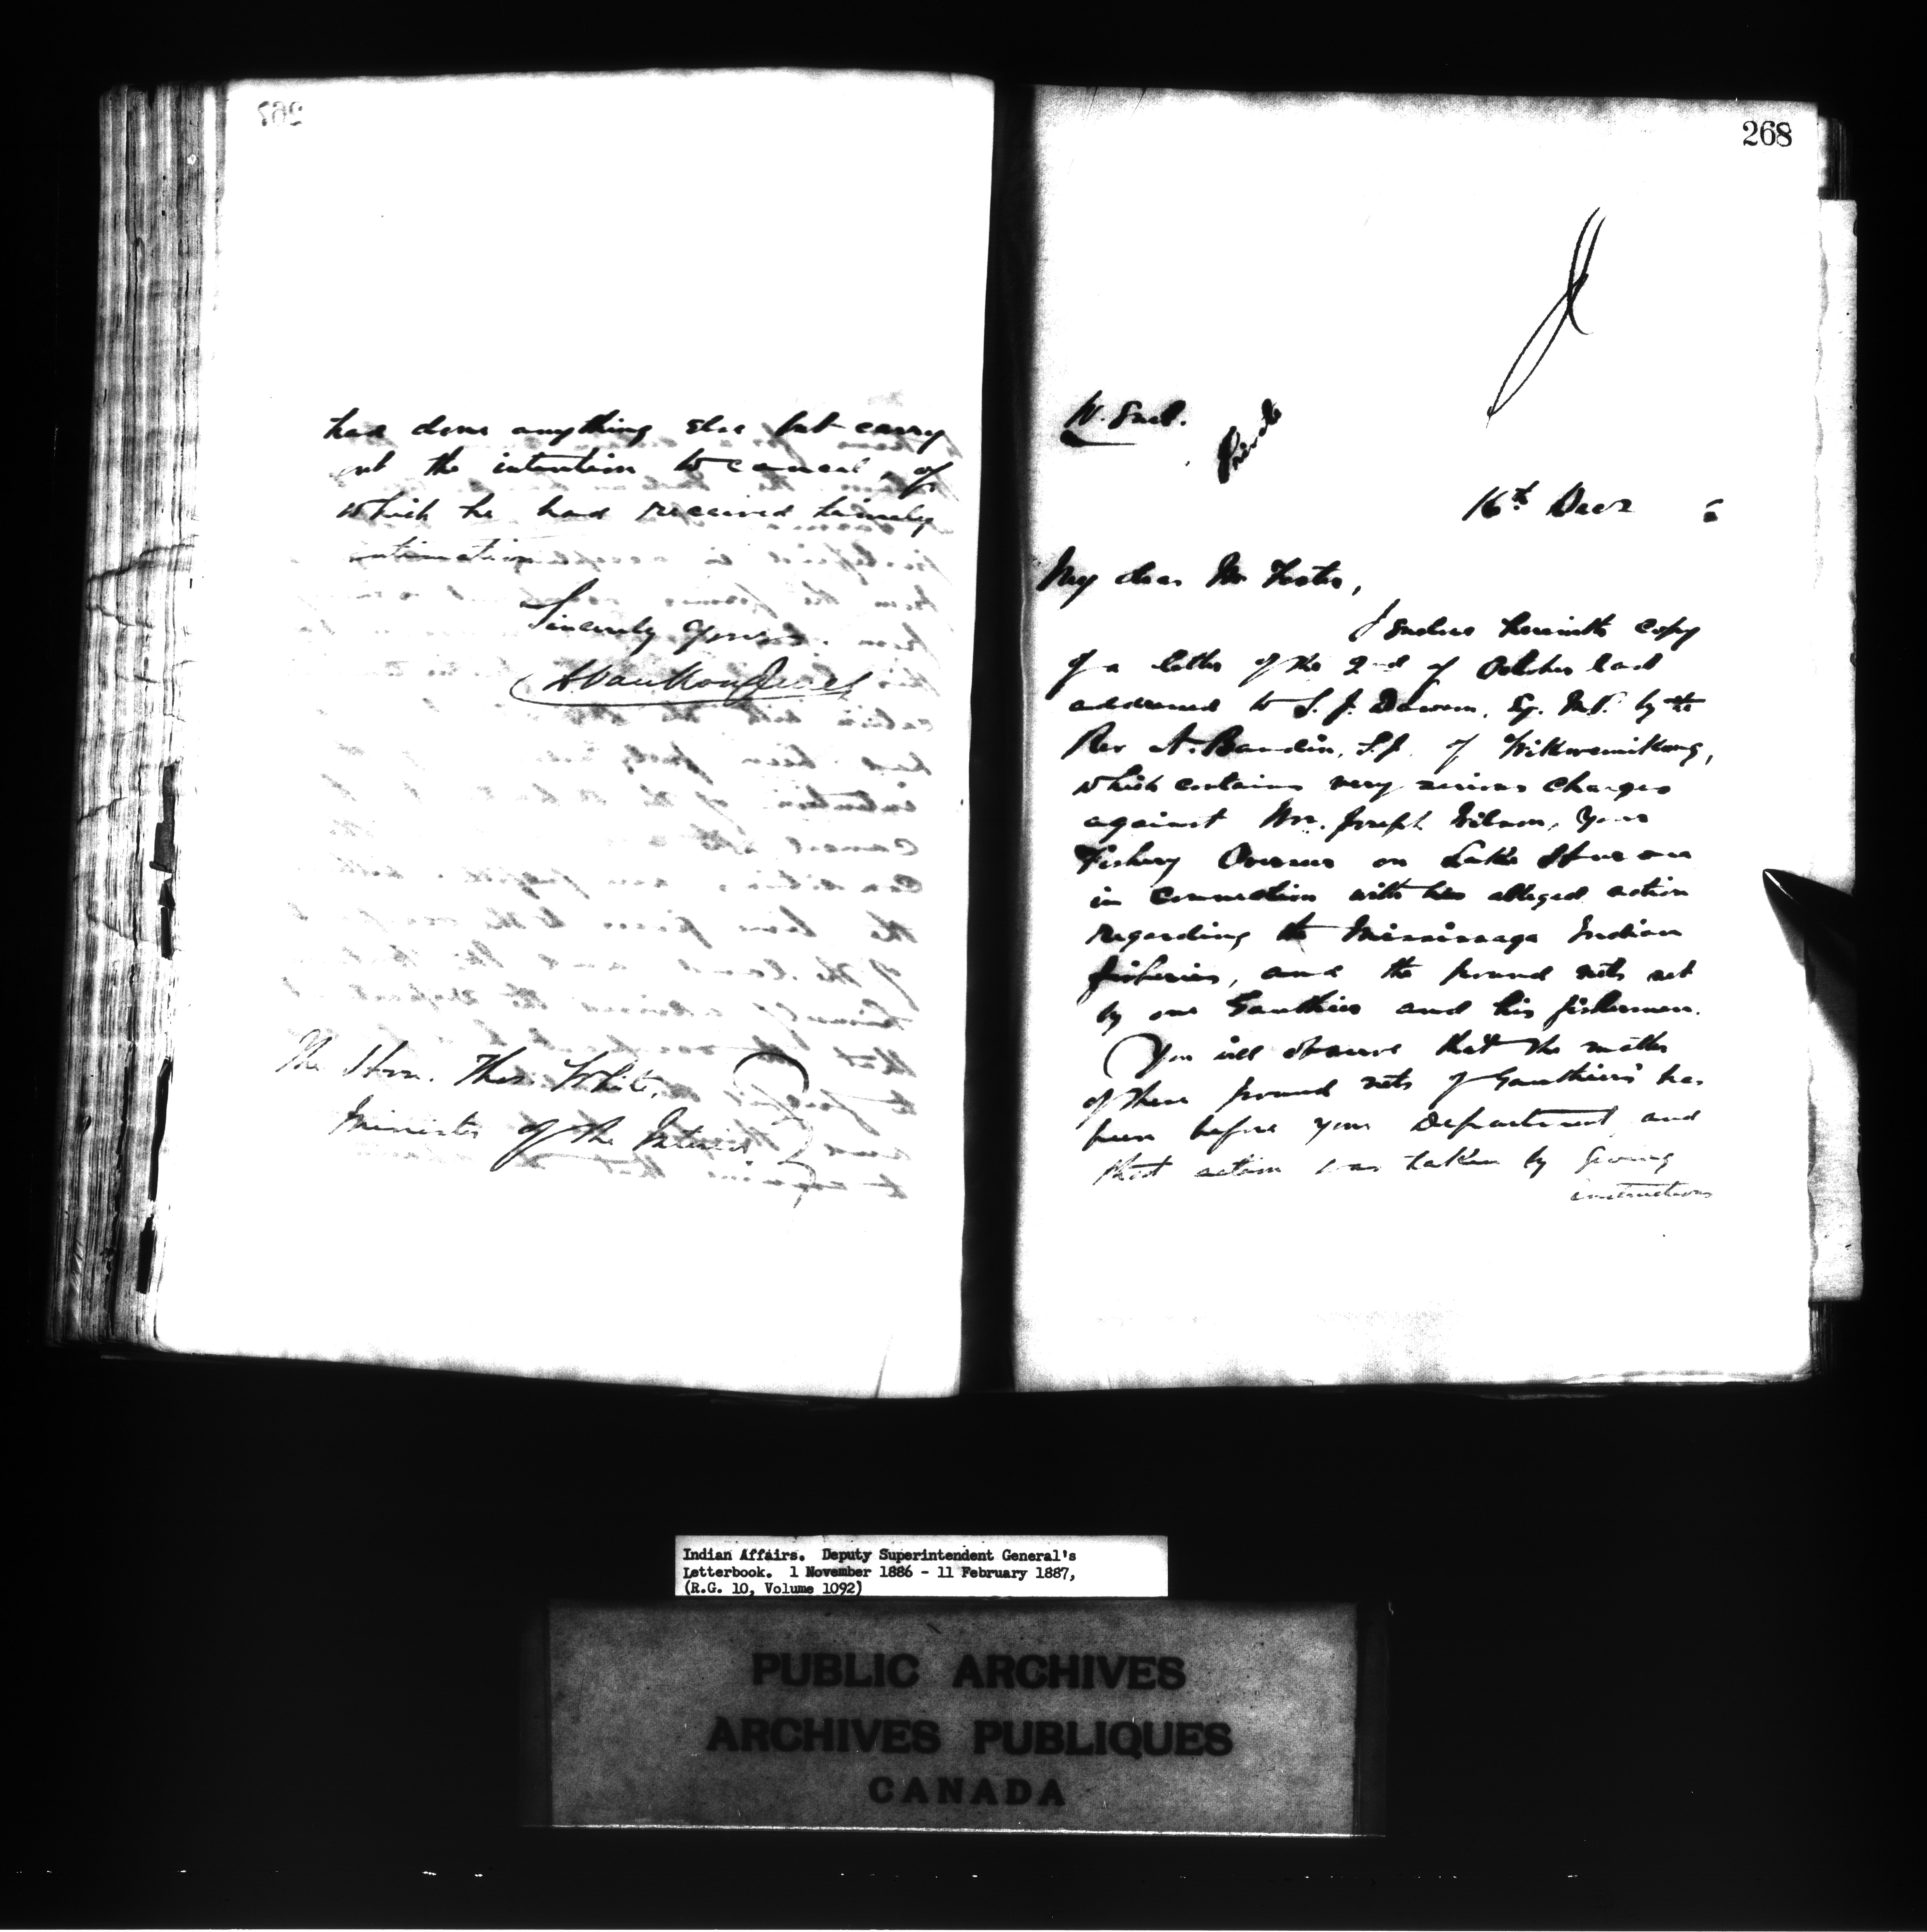 267
has done anything else but carry
out the intention to cancel, of
which he had received timely
intimation.
Sincerely yours,
L. VanKoughnet
The Hon. Thos. White,
Minister of the Interior
268
W. Encl.
Private
16th Decr 6
My dear Mr Foster,
I enclose herewith copy
of a letter of the 2nd of October last
addressed to S. J. Dawson, Esq. M.P. by the
Rev A. Baudin, S.J. of Wikwemikong,
which contains very serious charges
against Mr. Joseph Wilson, your
Fishery Overseer on Lake Huron
in connection with his alleged action
regarding the Mississaga Indian
fisheries, and the pound nets set
by one Gauthier and his fishermen.
You will observe that the matter
of these pound nets of Gauthier's has
been before your Department and
that action was taken by giving
instructions
Indian Affairs. Deputy Superintendent General's
Letterbook. 1 November 1886 - 11 February 1887,
(R.G. 10, Volume 1092)
PUBLIC ARCHIVES
ARCHIVES PUBLIQUES
CANADA